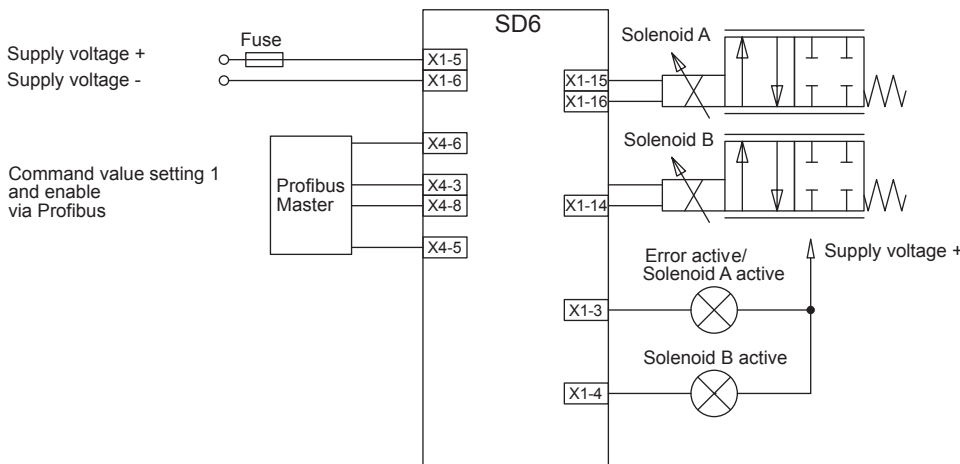 SD6
Supply voltage +
Supply voltage -
Fuse
X1-5
X1-6
Command value setting 1
and enable
via Profibus
Profibus
Master
X4-6
X4-3
X4-8
X4-5
Solenoid A
X1-15
X1-16
Solenoid B
X1-14
Supply voltage +
Error active/
Solenoid A active
X1-3
Solenoid B active
X1-4